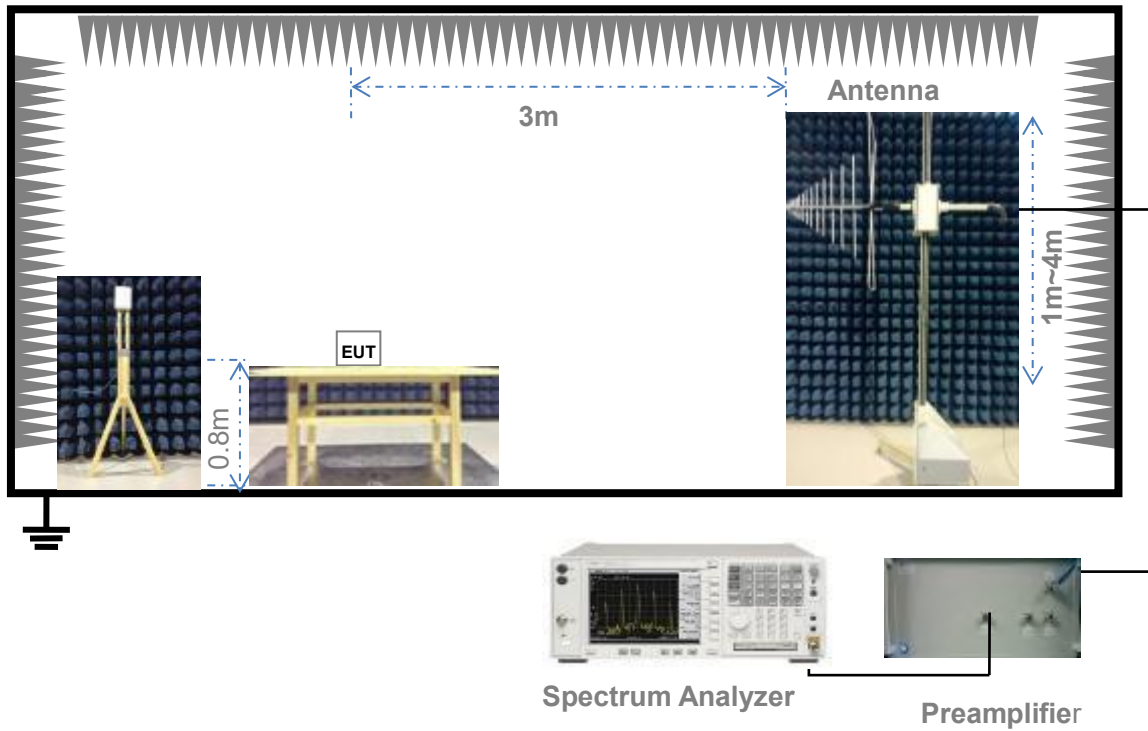 Antenna
3m
1m~4m
EUT
0.8m
Spectrum Analyzer
Preamplifier